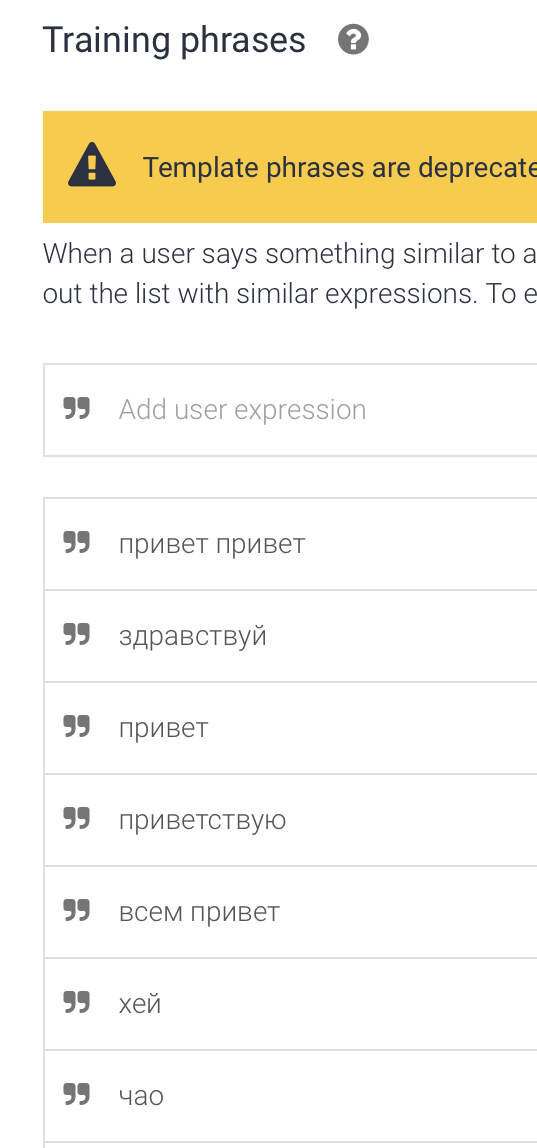 Training phrases
Template phrases are deprecate
When a user says something similar to a
out the list with similar expressions. To e
Add user expression
привет привет
здравствуй
привет
приветствую
всем привет
хей
чао